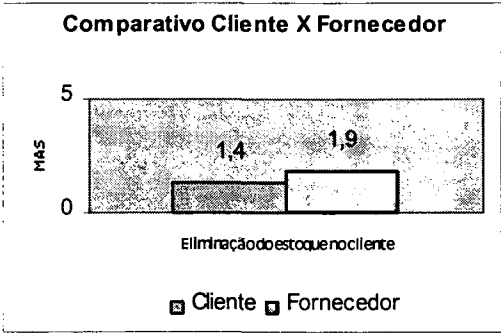 Comparativo Cliente X Fornecedor
5
MAS
1,4
1,9
0
Eliminaçãodoestoquenocliente
Cliente Fornecedor